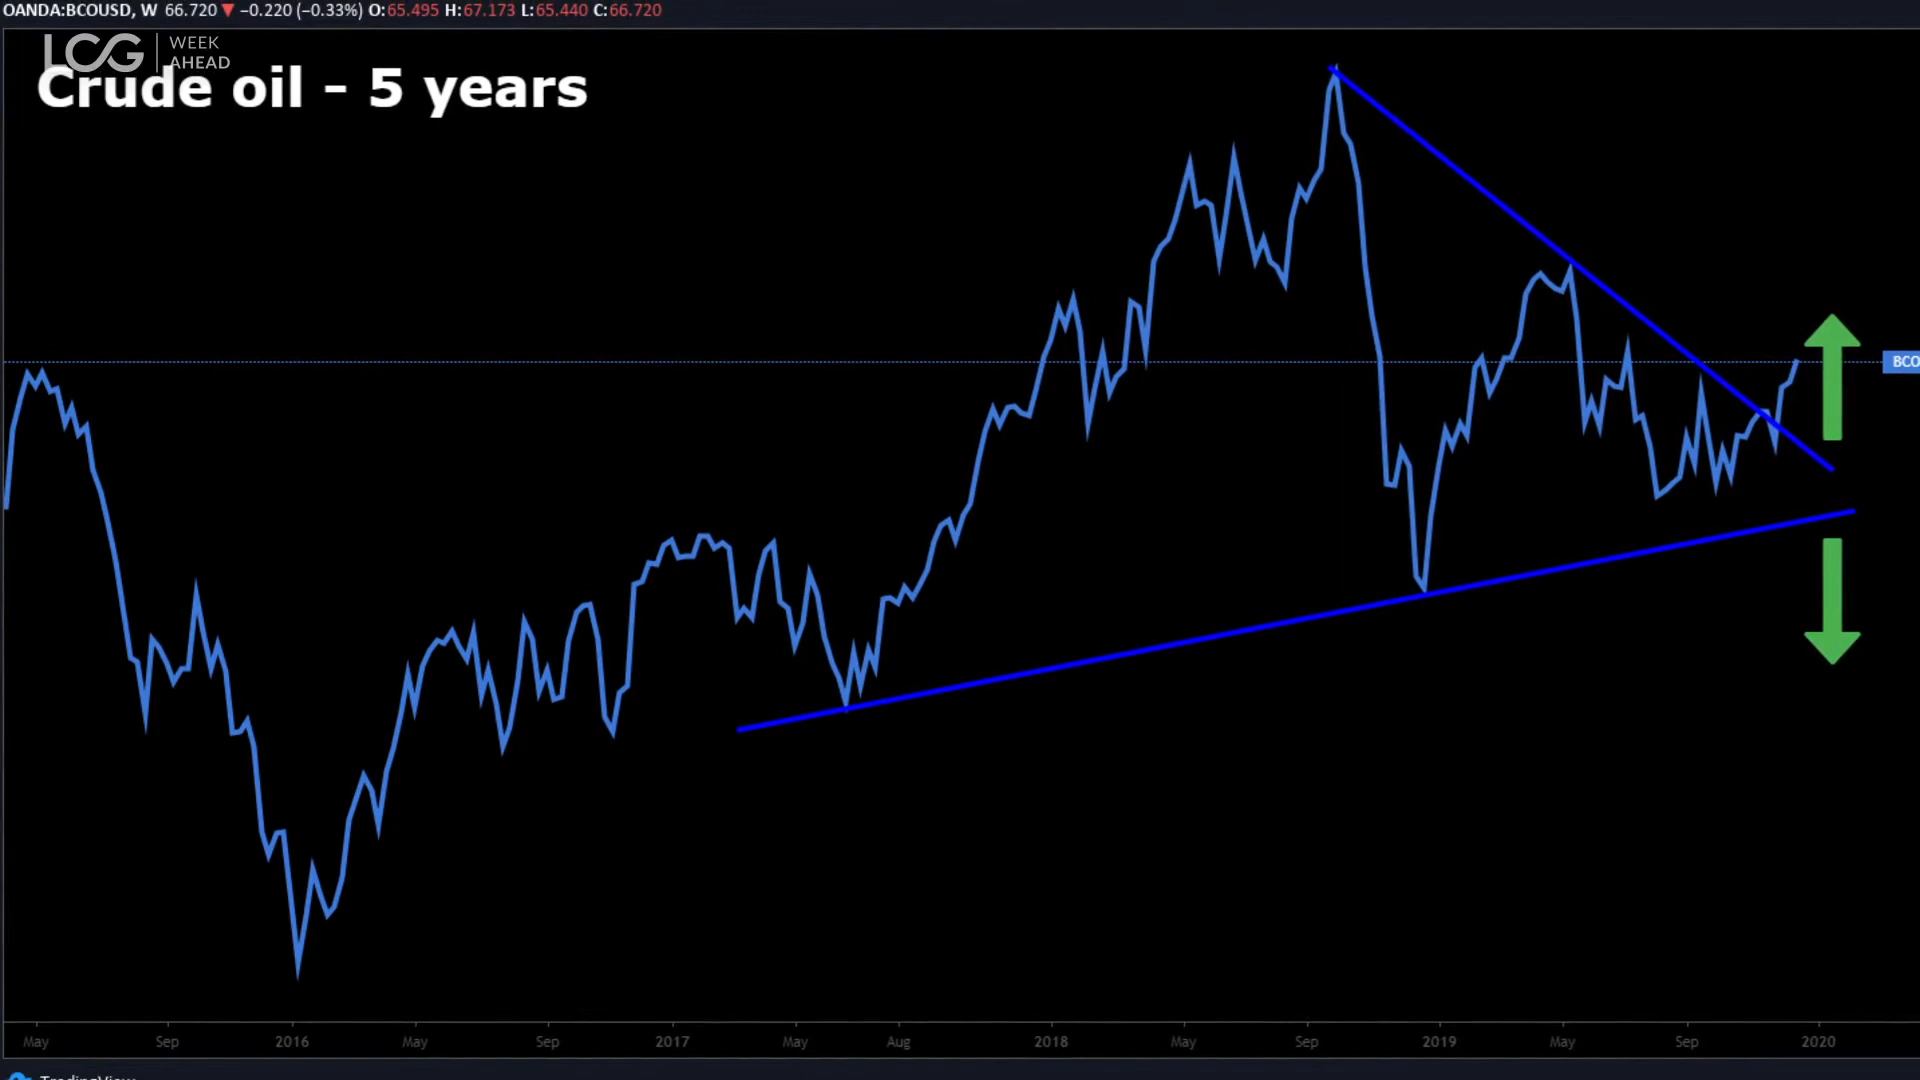 OANDA:BCOUSD, W 66.720 ▼ −0.220 (−0.33%) O:65.495 H:67.173 L:65.440 C:66.720
LCG WEEK
AHEAD
Crude oil - 5 years
BCO
May Sep 2016 May Sep 2017 May Aug 2018 May Sep 2019 May Sep 2020
TradingView